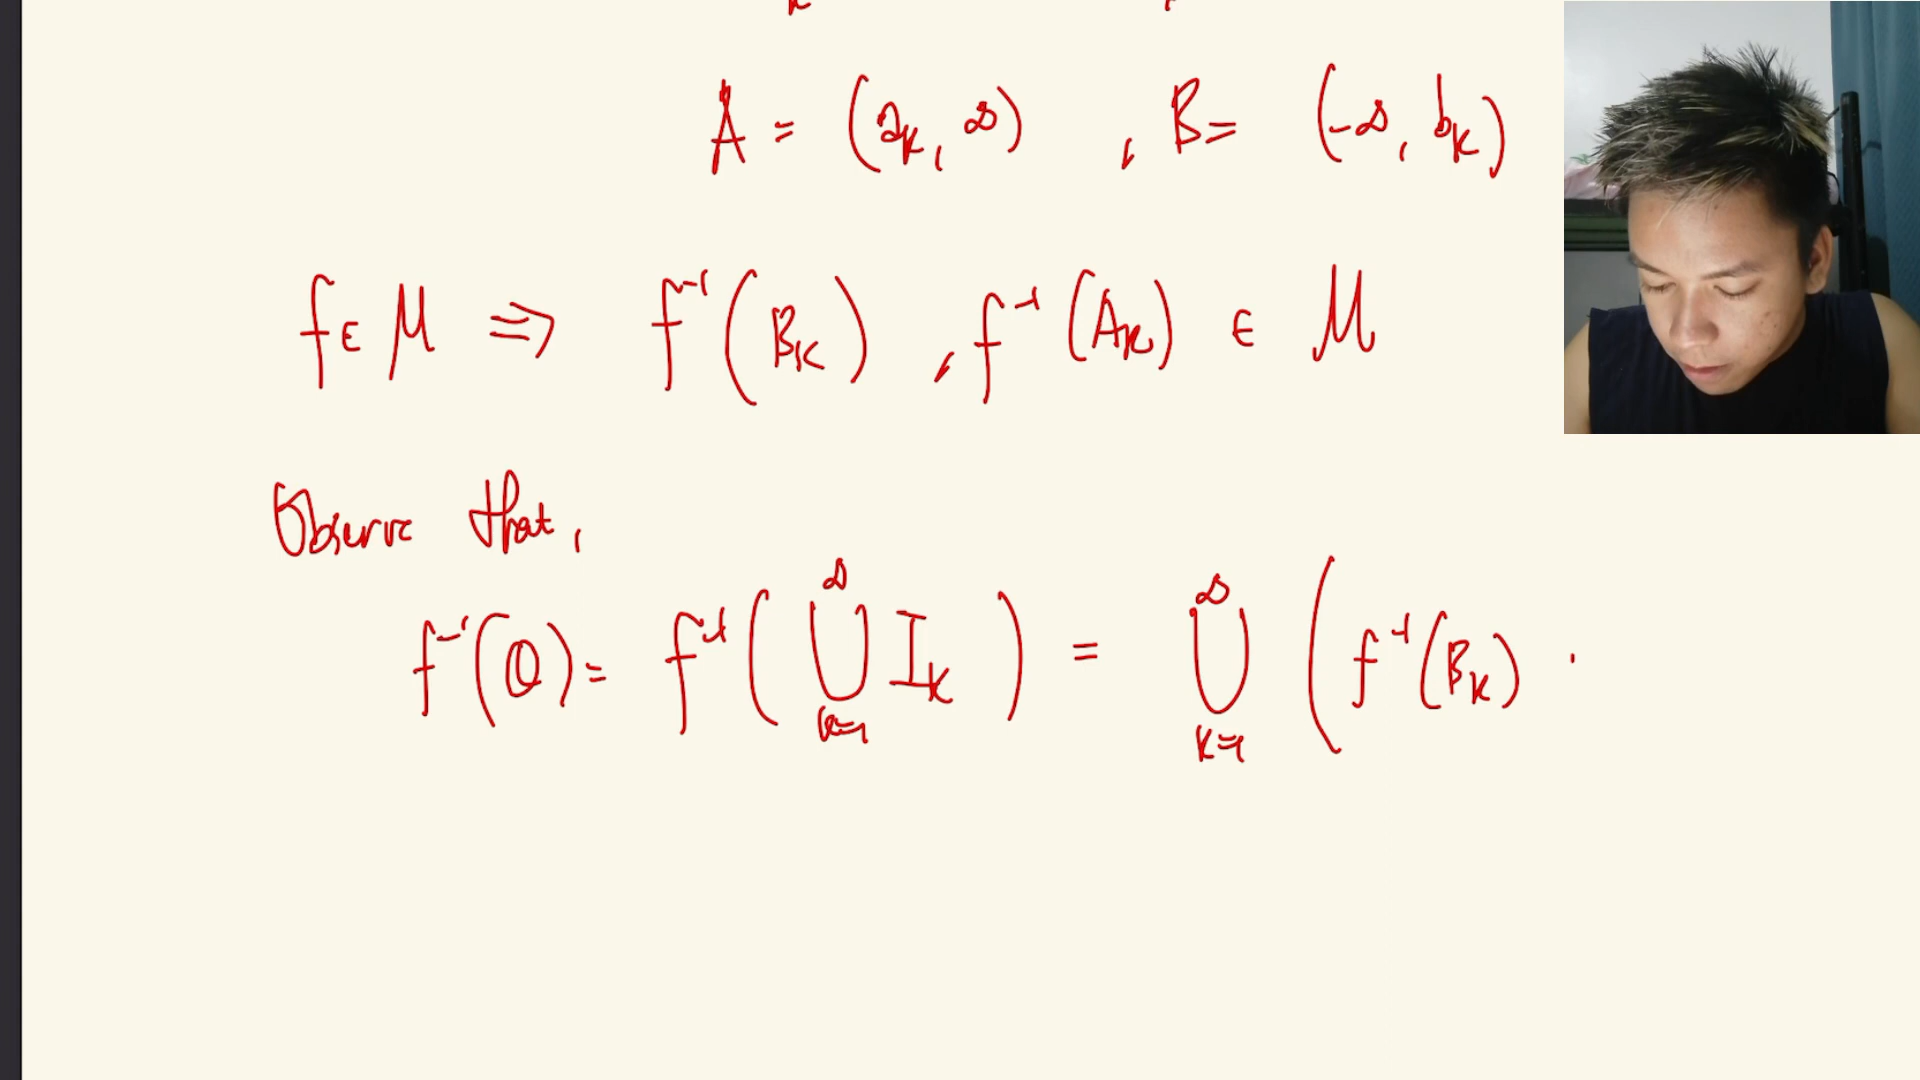 A = (a_k, ∞) , B = (-∞, b_k)
f ∈ M ⇒ f^{-1}(B_k) , f^{-1}(A_k) ∈ M
Observe that,
f^{-1}(O) = f^{-1}( ⋃_{k=1}^{∞} I_k ) = ⋃_{k=1}^{∞} ( f^{-1}(B_k) ·